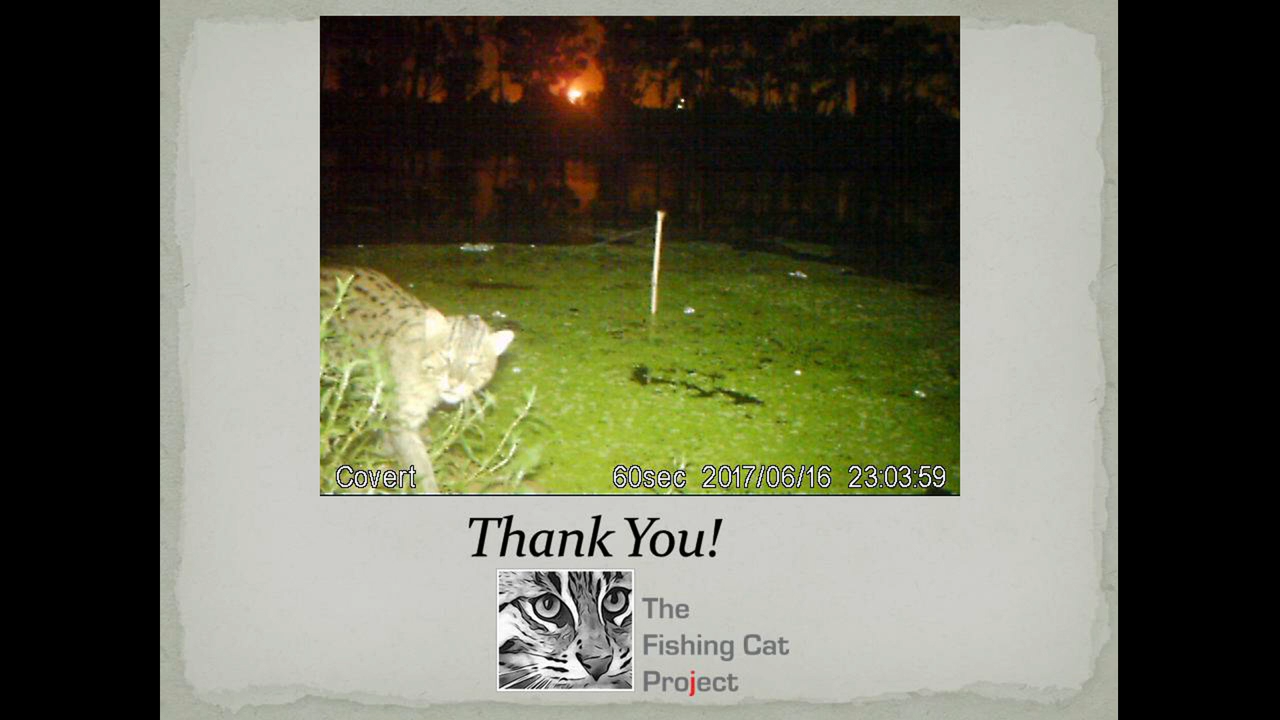 Covert 60sec 2017/06/16 23:03:59
Thank You!
The
Fishing Cat
Project